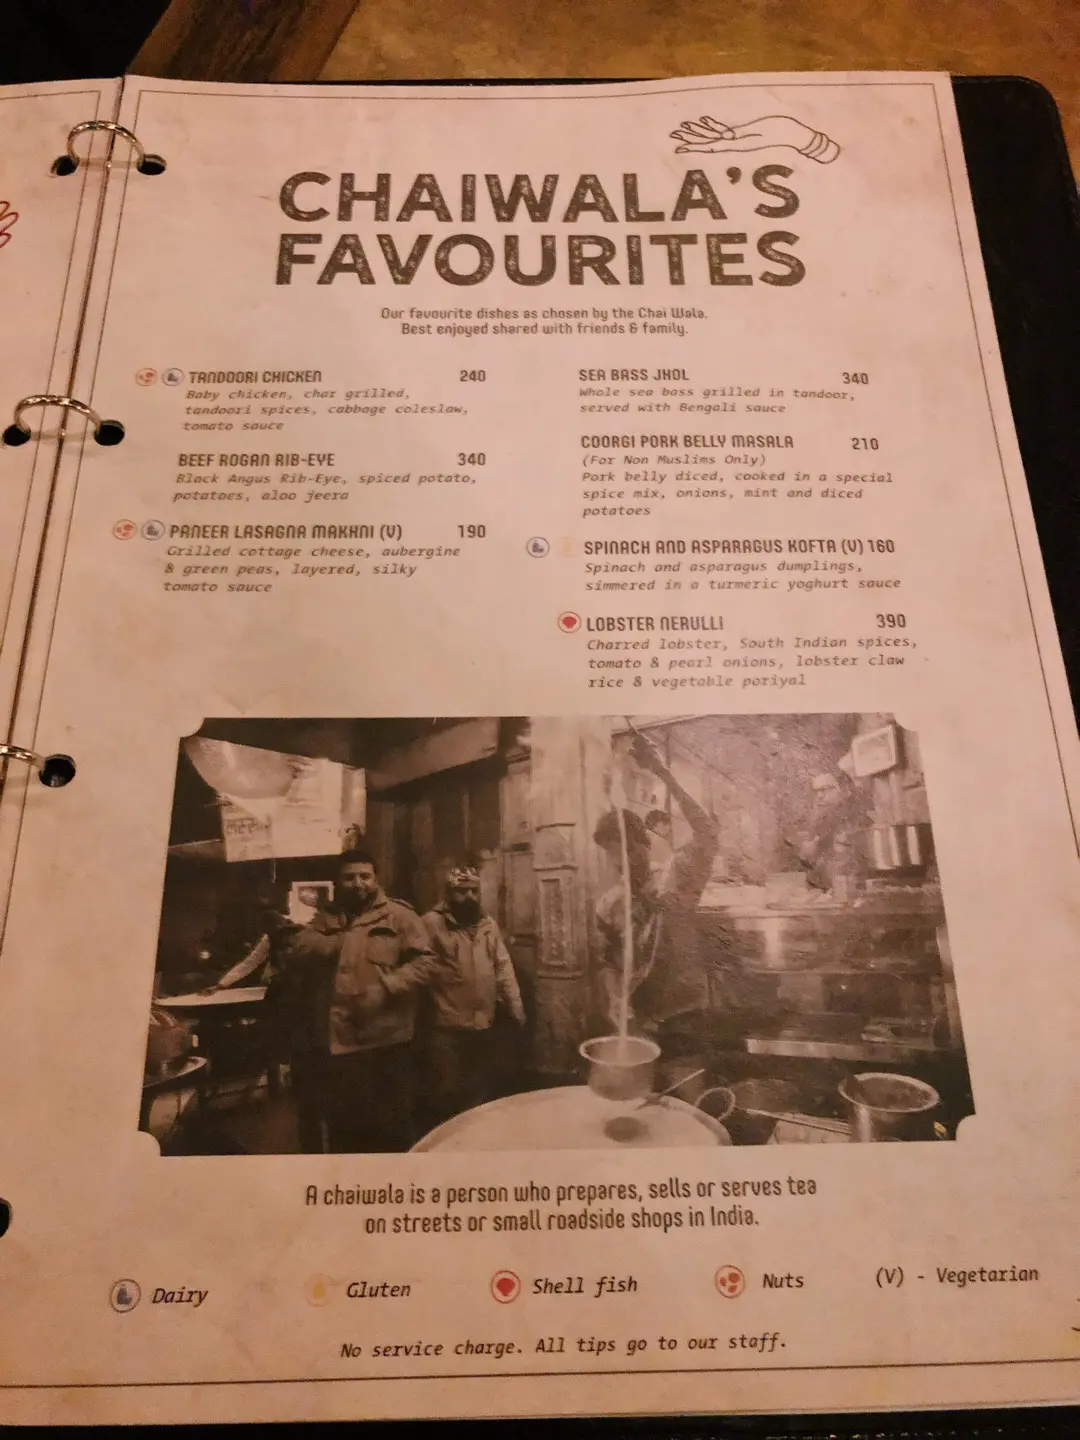 CHAIWALA'S
FAVOURITES
Our favourite dishes as chosen by the Chai Wala.
Best enjoyed shared with friends & family.
TANDOORI CHICKEN 240
Baby chicken, char grilled,
tandoori spices, cabbage coleslaw,
tomato sauce
BEEF ROGAN RIB-EYE 340
Black Angus Rib-Eye, spiced potato,
potatoes, aloo jeera
PANEER LASAGNA MAKHNI (V) 190
Grilled cottage cheese, aubergine
& green peas, layered, silky
tomato sauce
SEA BASS JHOL 340
Whole sea bass grilled in tandoor,
served with Bengali sauce
COORGI PORK BELLY MASALA 210
(For Non Muslims Only)
Pork belly diced, cooked in a special
spice mix, onions, mint and diced
potatoes
SPINACH AND ASPARAGUS KOFTA (V) 160
Spinach and asparagus dumplings,
simmered in a turmeric yoghurt sauce
LOBSTER NERULLI 390
Charred lobster, South Indian spices,
tomato & pearl onions, lobster claw
rice & vegetable poriyal
A chaiwala is a person who prepares, sells or serves tea
on streets or small roadside shops in India.
Dairy Gluten Shell fish Nuts (V) - Vegetarian
No service charge. All tips go to our staff.